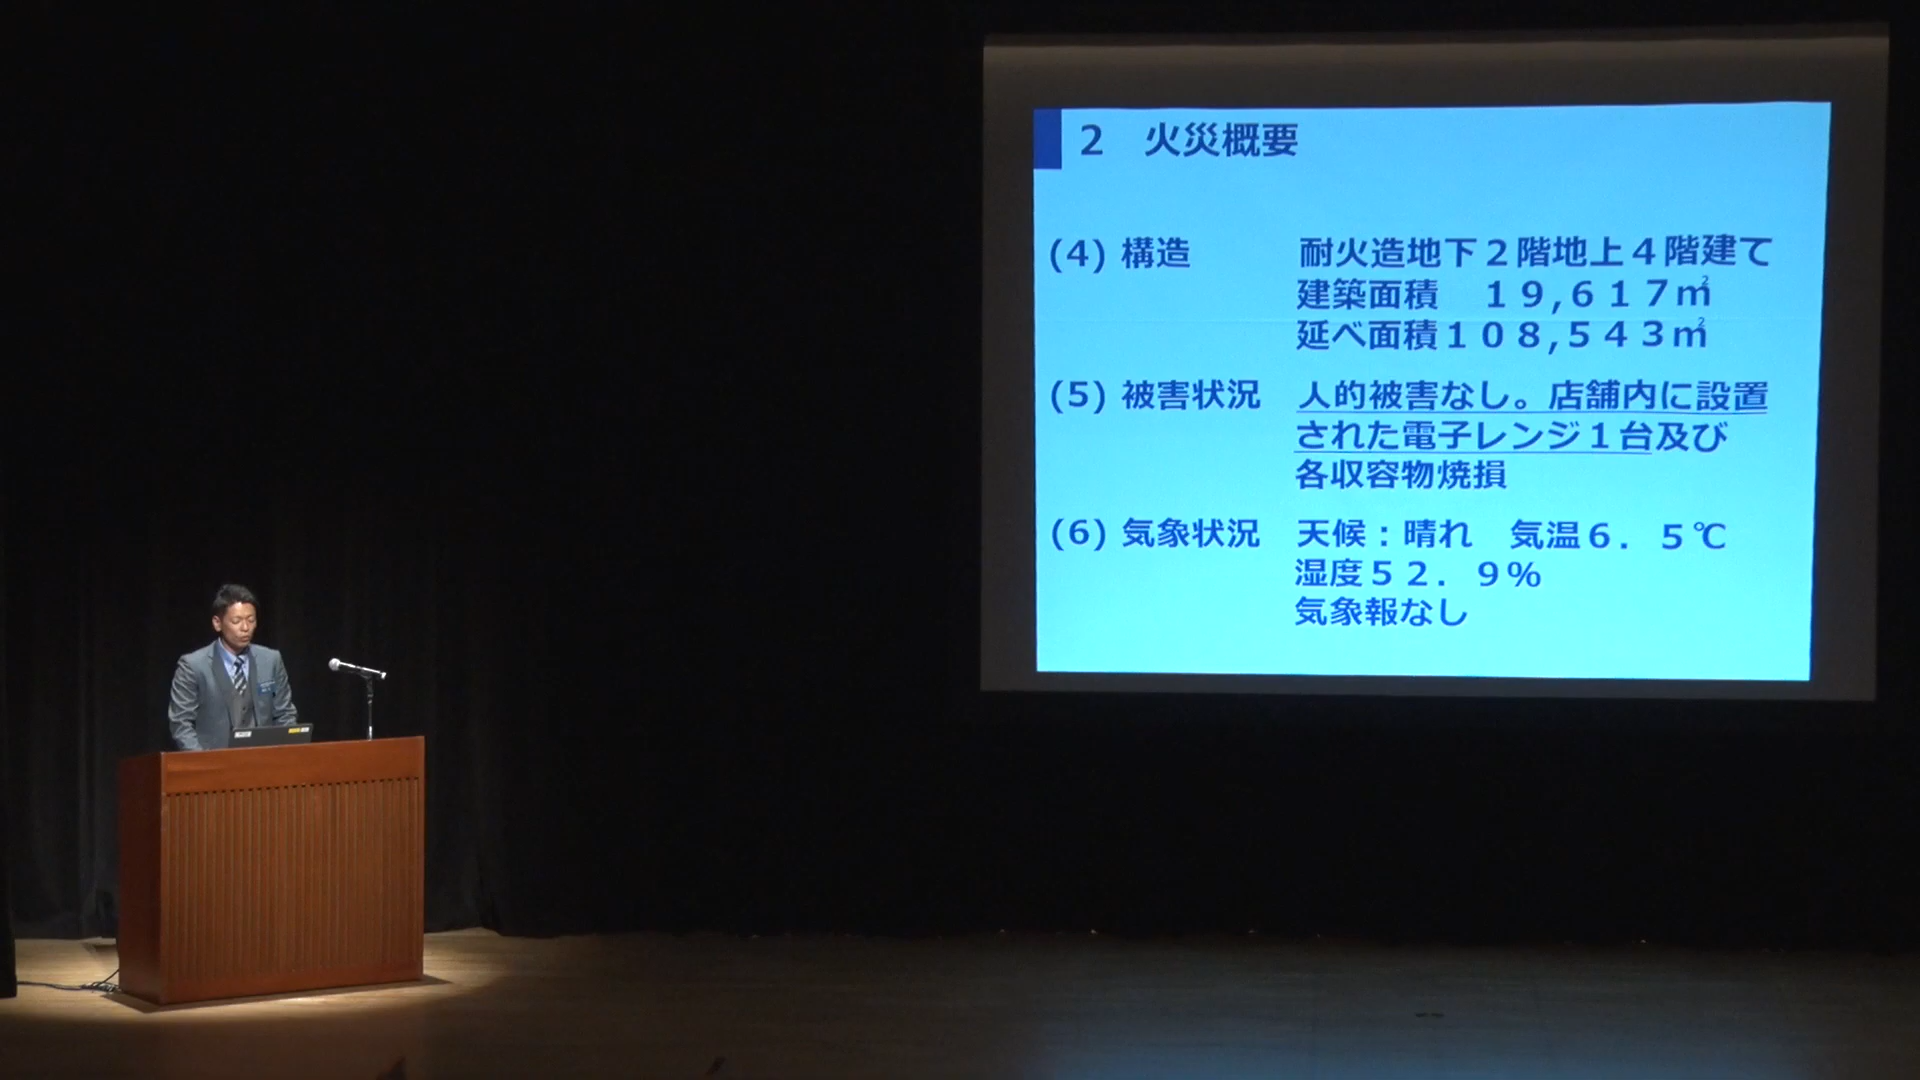 2　火災概要
(4) 構造　耐火造地下２階地上４階建て
建築面積　１９,６１７㎡
延べ面積１０８,５４３㎡
(5) 被害状況　人的被害なし。店舗内に設置
された電子レンジ１台及び
各収容物焼損
(6) 気象状況　天候：晴れ　気温６．５℃
湿度５２．９％
気象報なし